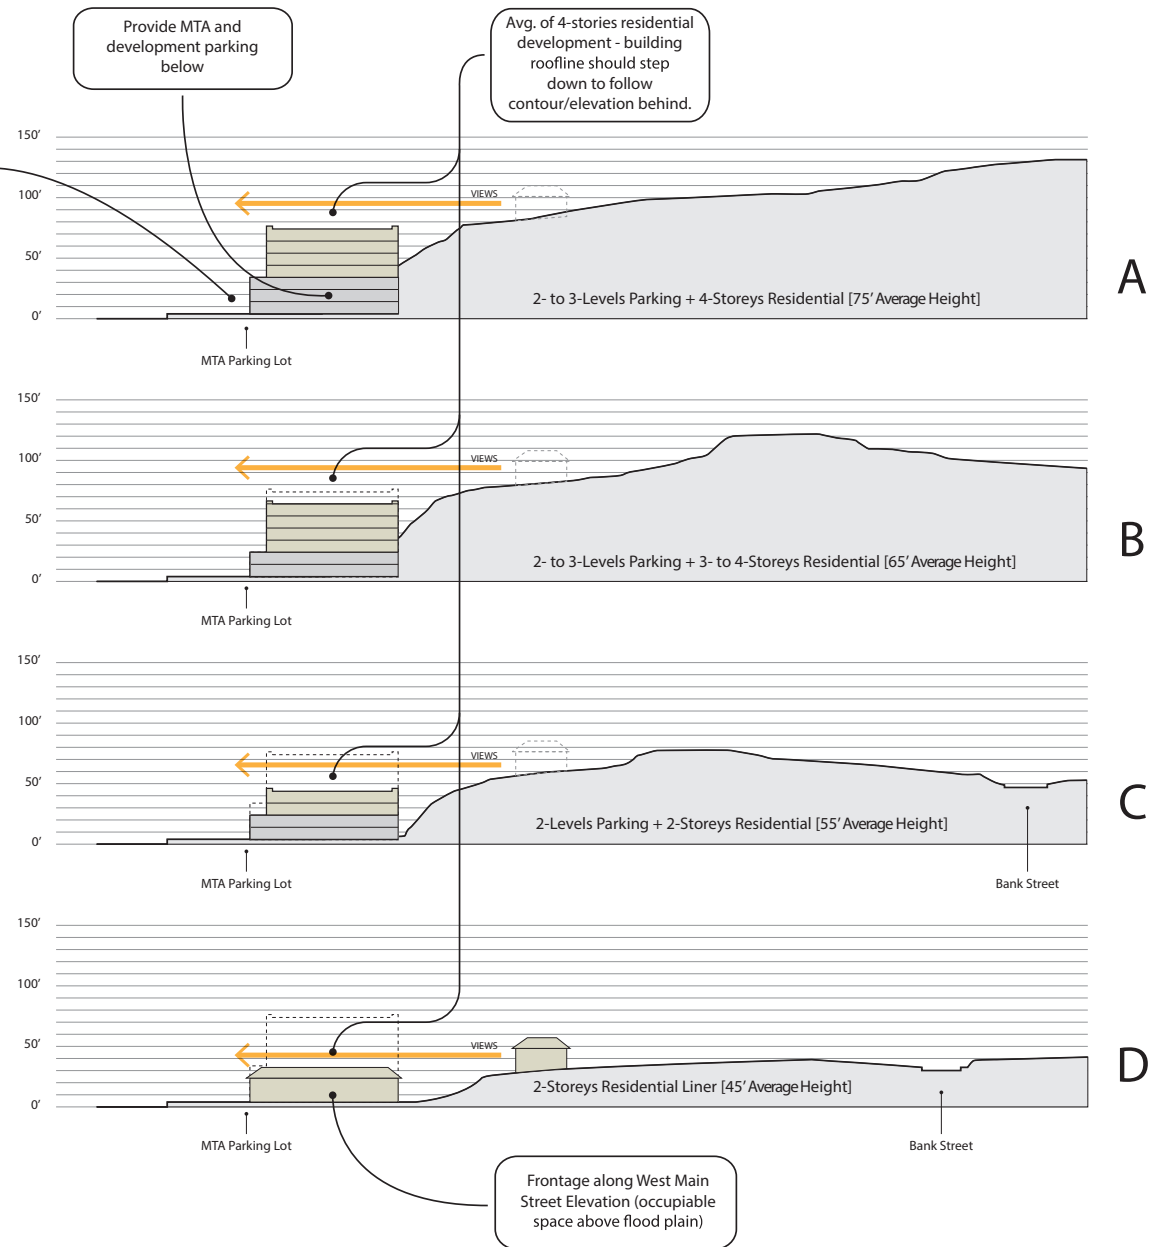 Provide MTA and
development parking
below
Avg. of 4-stories residential
development - building
roofline should step
down to follow
contour/elevation behind.
150'
100'
50'
0'
VIEWS
2- to 3-Levels Parking + 4-Storeys Residential [75' Average Height]
A
MTA Parking Lot
150'
100'
50'
0'
VIEWS
2- to 3-Levels Parking + 3- to 4-Storeys Residential [65' Average Height]
B
MTA Parking Lot
150'
100'
50'
0'
VIEWS
2-Levels Parking + 2-Storeys Residential [55' Average Height]
C
MTA Parking Lot
Bank Street
150'
100'
50'
0'
VIEWS
2-Storeys Residential Liner [45' Average Height]
D
MTA Parking Lot
Bank Street
Frontage along West Main
Street Elevation (occupiable
space above flood plain)